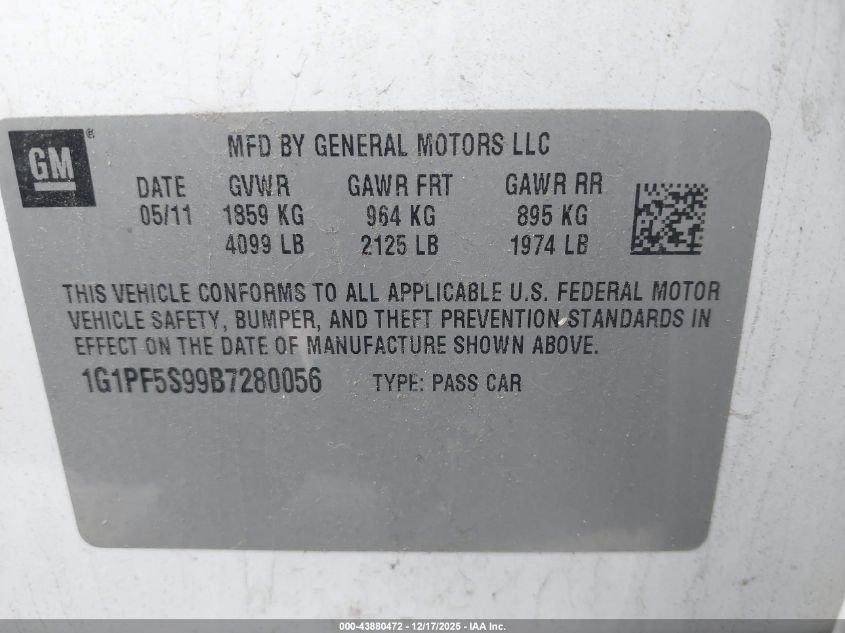 GM®
MFD BY GENERAL MOTORS LLC
DATE GVWR GAWR FRT GAWR RR
05/11 1859 KG 964 KG 895 KG
4099 LB 2125 LB 1974 LB
THIS VEHICLE CONFORMS TO ALL APPLICABLE U.S. FEDERAL MOTOR
VEHICLE SAFETY, BUMPER, AND THEFT PREVENTION STANDARDS IN
EFFECT ON THE DATE OF MANUFACTURE SHOWN ABOVE.
1G1PF5S99B7280056 TYPE: PASS CAR
000-43880472 - 12/17/2025 - IAA Inc.